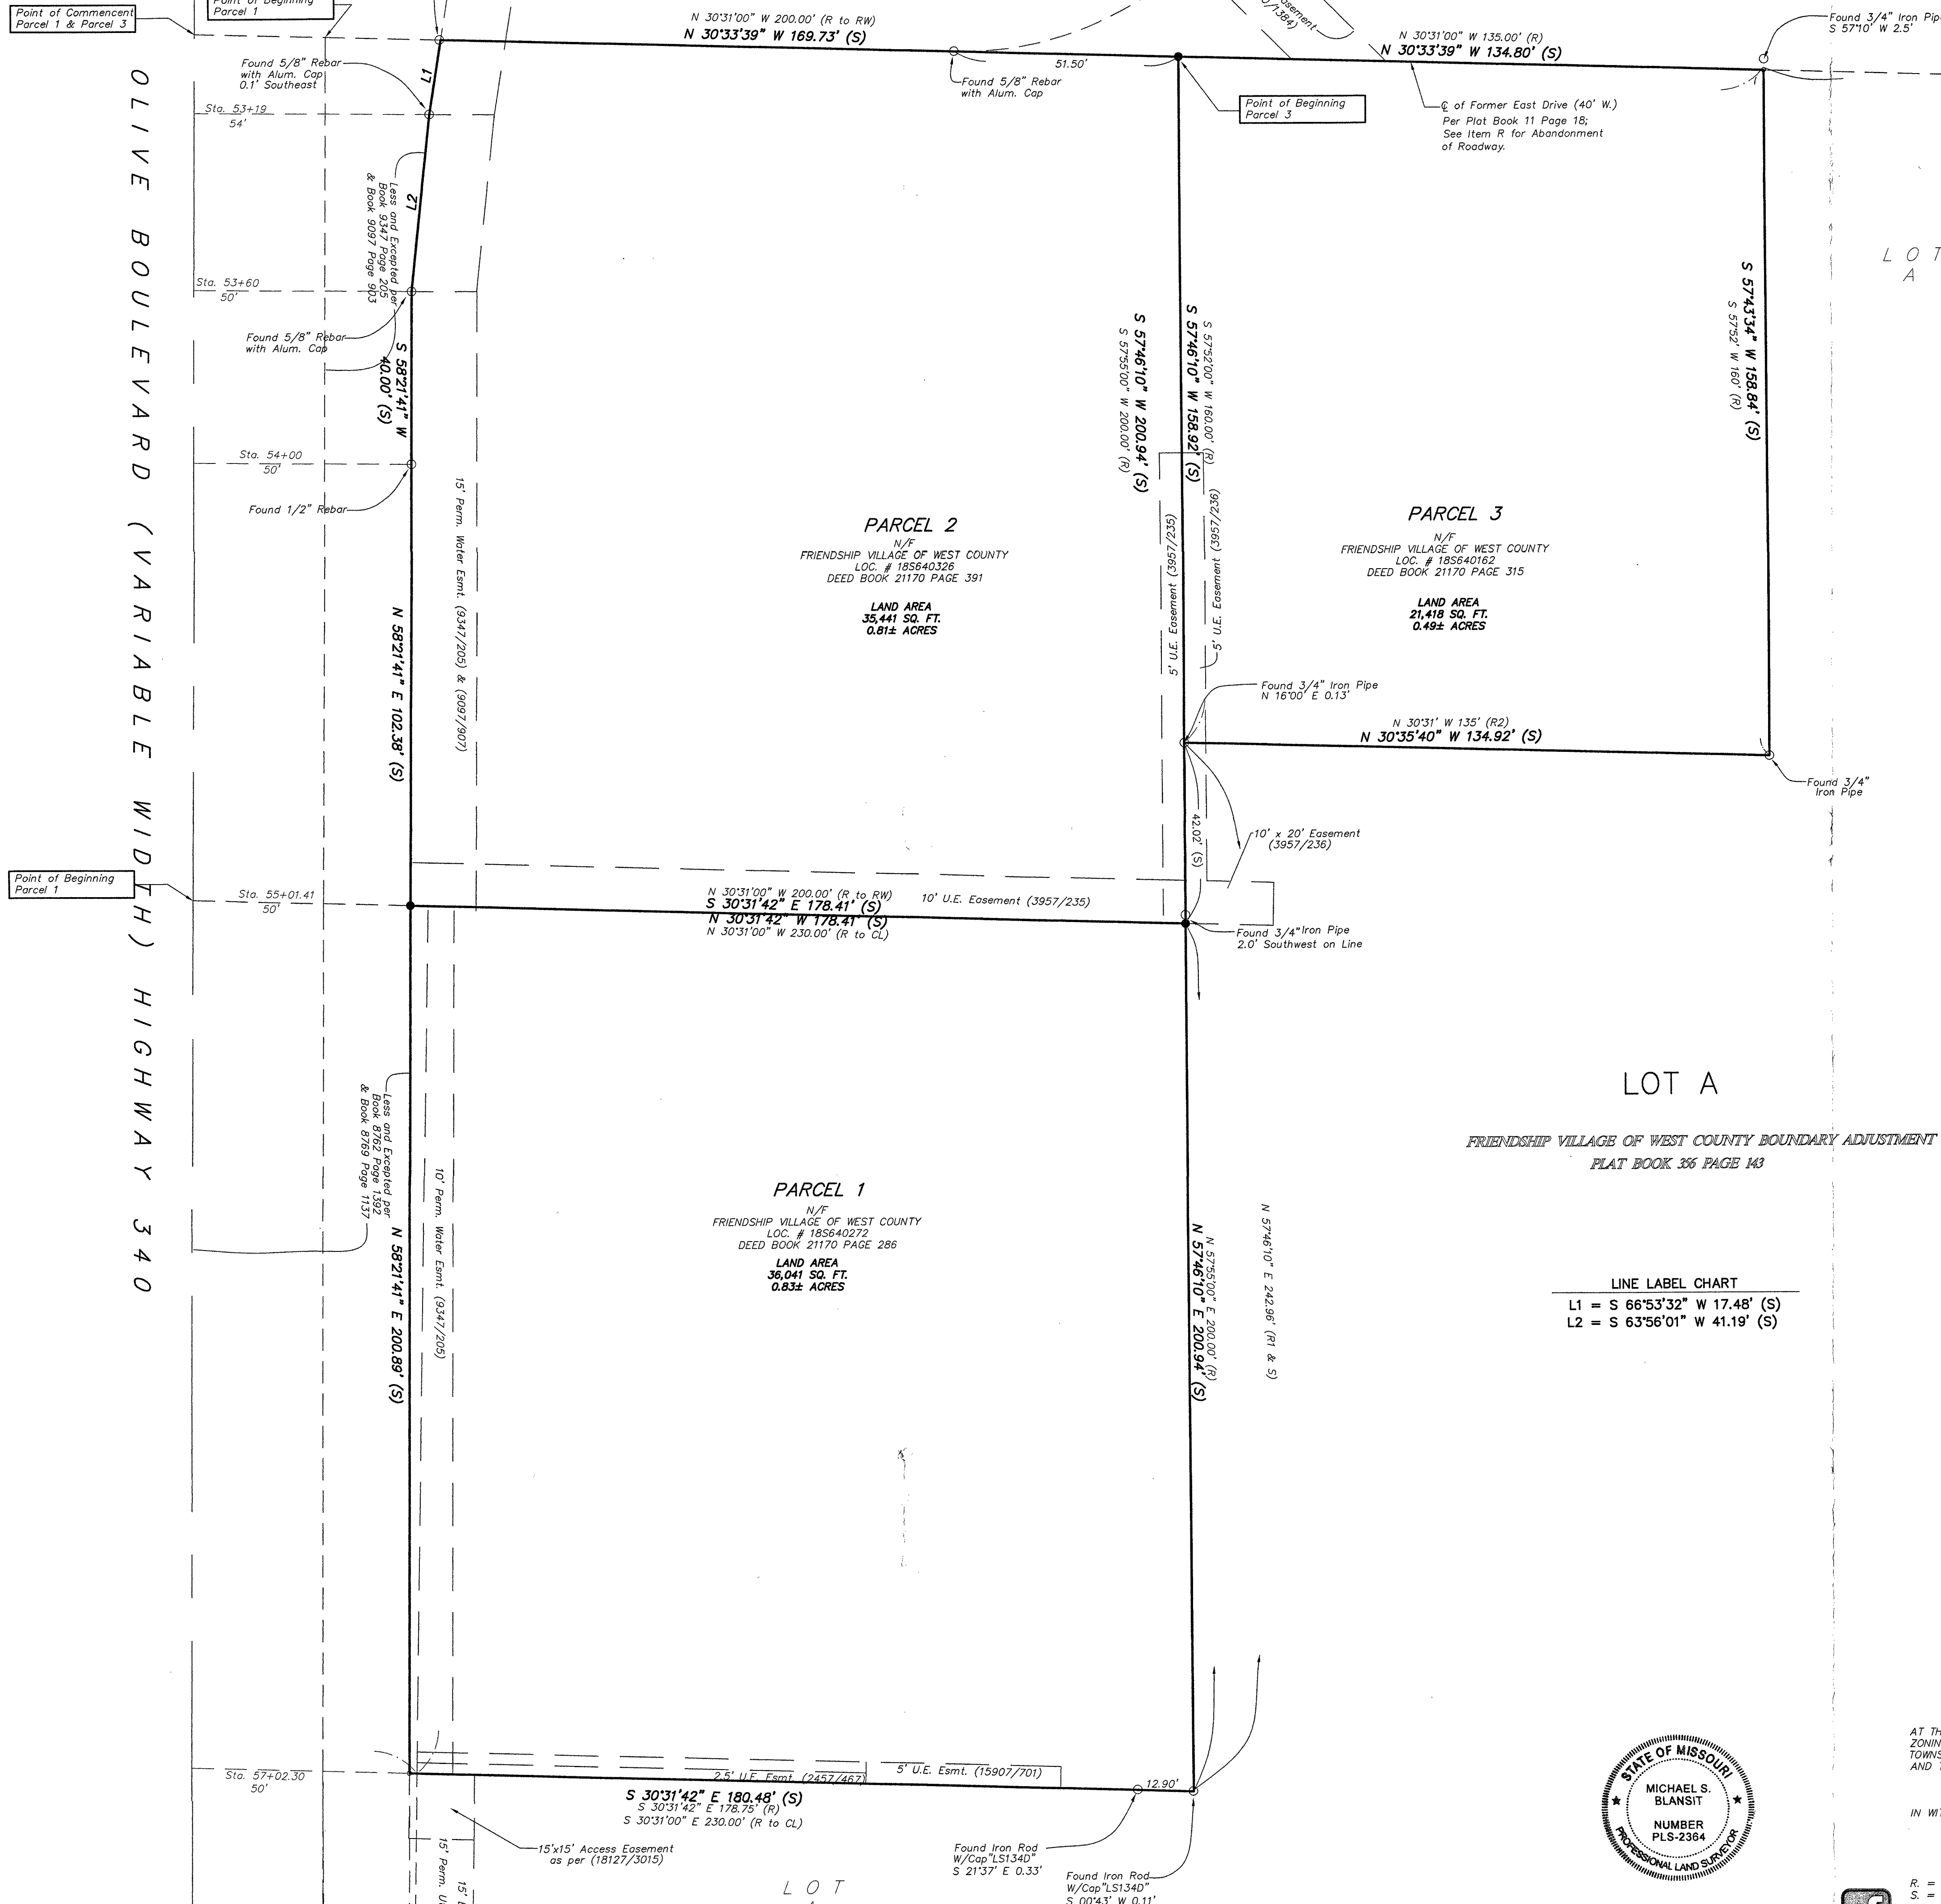 Point of Commencent
Parcel 1 & Parcel 3
Point of Beginning
Parcel 1
N 30°31'00" W 200.00' (R to RW)
N 30°33'39" W 169.73' (S)
51.50'
Found 5/8" Rebar
with Alum. Cap
Point of Beginning
Parcel 3
asement
0/1384)
N 30°31'00" W 135.00' (R)
N 30°33'39" W 134.80' (S)
Found 3/4" Iron Pip
S 57°10' W 2.5'
℄ of Former East Drive (40' W.)
Per Plat Book 11 Page 18;
See Item R for Abandonment
of Roadway.
Found 5/8" Rebar
with Alum. Cap
0.1' Southeast
L1
Sta. 53+19
54'
L2
Less and Excepted per
Book 9347 Page 205
& Book 9097 Page 903
Sta. 53+60
50'
Found 5/8" Rebar
with Alum. Cap
S 58°21'41" W
40.00' (S)
Sta. 54+00
50'
Found 1/2" Rebar
OLIVE BOULEVARD (VARIABLE WIDTH) HIGHWAY 340
15' Perm. Water Esmt. (9347/205) & (9097/907)
N 58°21'41" E 102.38' (S)
PARCEL 2
N/F
FRIENDSHIP VILLAGE OF WEST COUNTY
LOC. # 18S640326
DEED BOOK 21170 PAGE 391
LAND AREA
35,441 SQ. FT.
0.81± ACRES
S 57°46'10" W 200.94' (S)
S 57°55'00" W 200.00' (R)
S 57°52'00" W 160.00' (R)
S 57°46'10" W 158.92' (S)
5' U.E. Easement (3957/235)
5' U.E. Easement (3957/236)
PARCEL 3
N/F
FRIENDSHIP VILLAGE OF WEST COUNTY
LOC. # 18S640162
DEED BOOK 21170 PAGE 315
LAND AREA
21,418 SQ. FT.
0.49± ACRES
S 57°43'34" W 158.84' (S)
S 57°52' W 160' (R)
LOT
A
Found 3/4" Iron Pipe
N 16°00' E 0.13'
N 30°31' W 135' (R2)
N 30°35'40" W 134.92' (S)
Found 3/4"
Iron Pipe
42.02' (S)
10' x 20' Easement
(3957/236)
Point of Beginning
Parcel 1
Sta. 55+01.41
50'
N 30°31'00" W 200.00' (R to RW)
S 30°31'42" E 178.41' (S)
10' U.E. Easement (3957/235)
N 30°31'42" W 178.41' (S)
N 30°31'00" W 230.00' (R to CL)
Found 3/4" Iron Pipe
2.0' Southwest on Line
Less and Excepted per
Book 8762 Page 1392
& Book 8769 Page 1137
N 58°21'41" E 200.89' (S)
10' Perm. Water Esmt. (9347/205)
PARCEL 1
N/F
FRIENDSHIP VILLAGE OF WEST COUNTY
LOC. # 18S640272
DEED BOOK 21170 PAGE 286
LAND AREA
36,041 SQ. FT.
0.83± ACRES
N 57°55'00" E 200.00' (R)
N 57°46'10" E 200.94' (S)
N 57°46'10" E 242.96' (R1 & S)
LOT A
FRIENDSHIP VILLAGE OF WEST COUNTY BOUNDARY ADJUSTMENT
PLAT BOOK 356 PAGE 143
LINE LABEL CHART
L1 = S 66°53'32" W 17.48' (S)
L2 = S 63°56'01" W 41.19' (S)
Sta. 57+02.30
50'
2.5' U.E. Esmt. (2457/467)
5' U.E. Esmt. (15907/701)
12.90'
S 30°31'42" E 180.48' (S)
S 30°31'42" E 178.75' (R)
S 30°31'00" E 230.00' (R to CL)
15'x15' Access Easement
as per (18127/3015)
15' Perm. U
15'
Found Iron Rod
W/Cap"LS134D"
S 21°37' E 0.33'
Found Iron Rod
W/Cap"LS134D"
S 00°43' W 0.11'
LOT
STATE OF MISSOURI
MICHAEL S.
BLANSIT
NUMBER
PLS-2364
PROFESSIONAL LAND SURVEYOR
AT TH
ZONIN
TOWNS
AND
IN WI
R. =
S. =